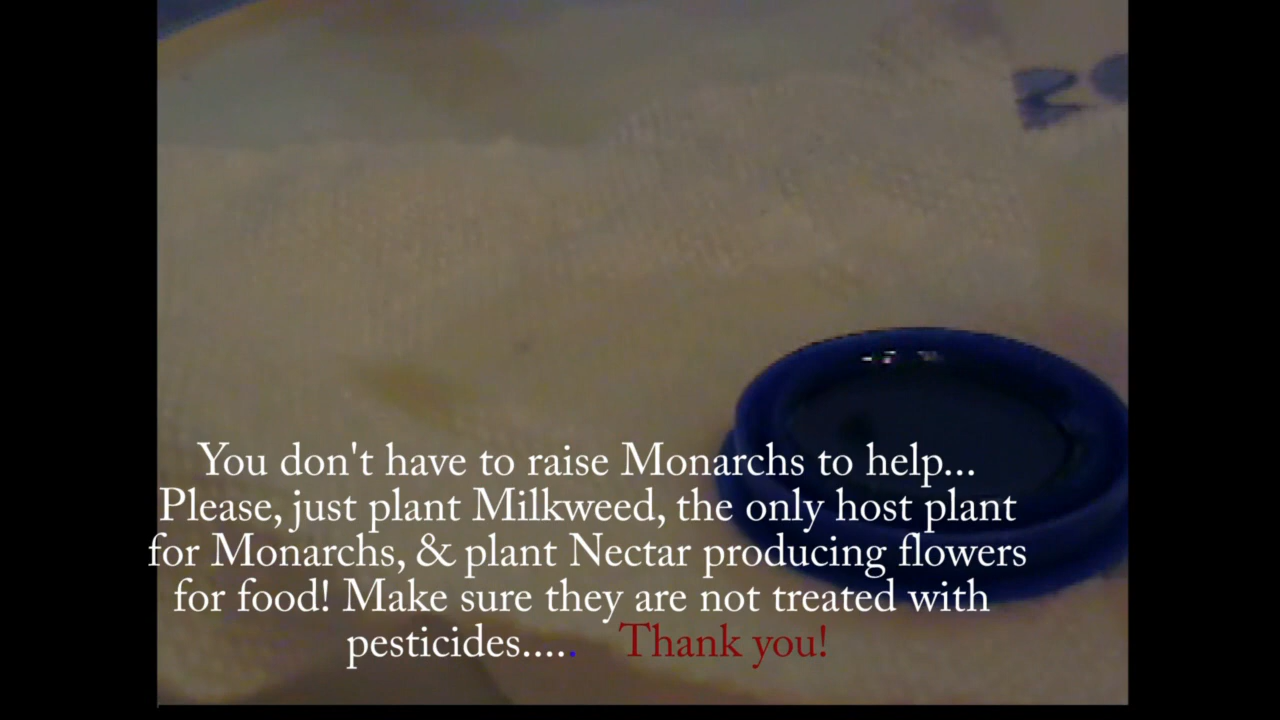 You don't have to raise Monarchs to help...
Please, just plant Milkweed, the only host plant
for Monarchs, & plant Nectar producing flowers
for food! Make sure they are not treated with
pesticides..... Thank you!